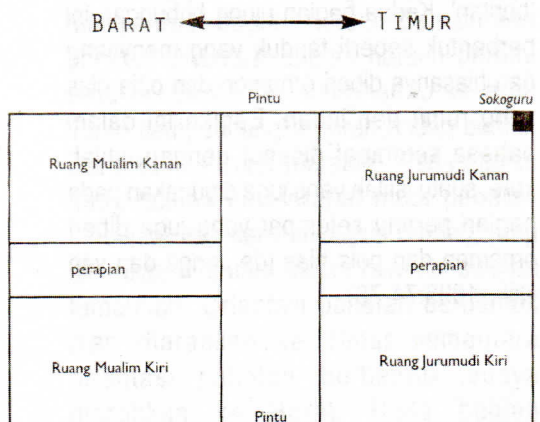 BARAT TIMUR
Pintu Sokoguru
Ruang Mualim Kanan Ruang Jurumudi Kanan
perapian perapian
Ruang Mualim Kiri Ruang Jurumudi Kiri
Pintu